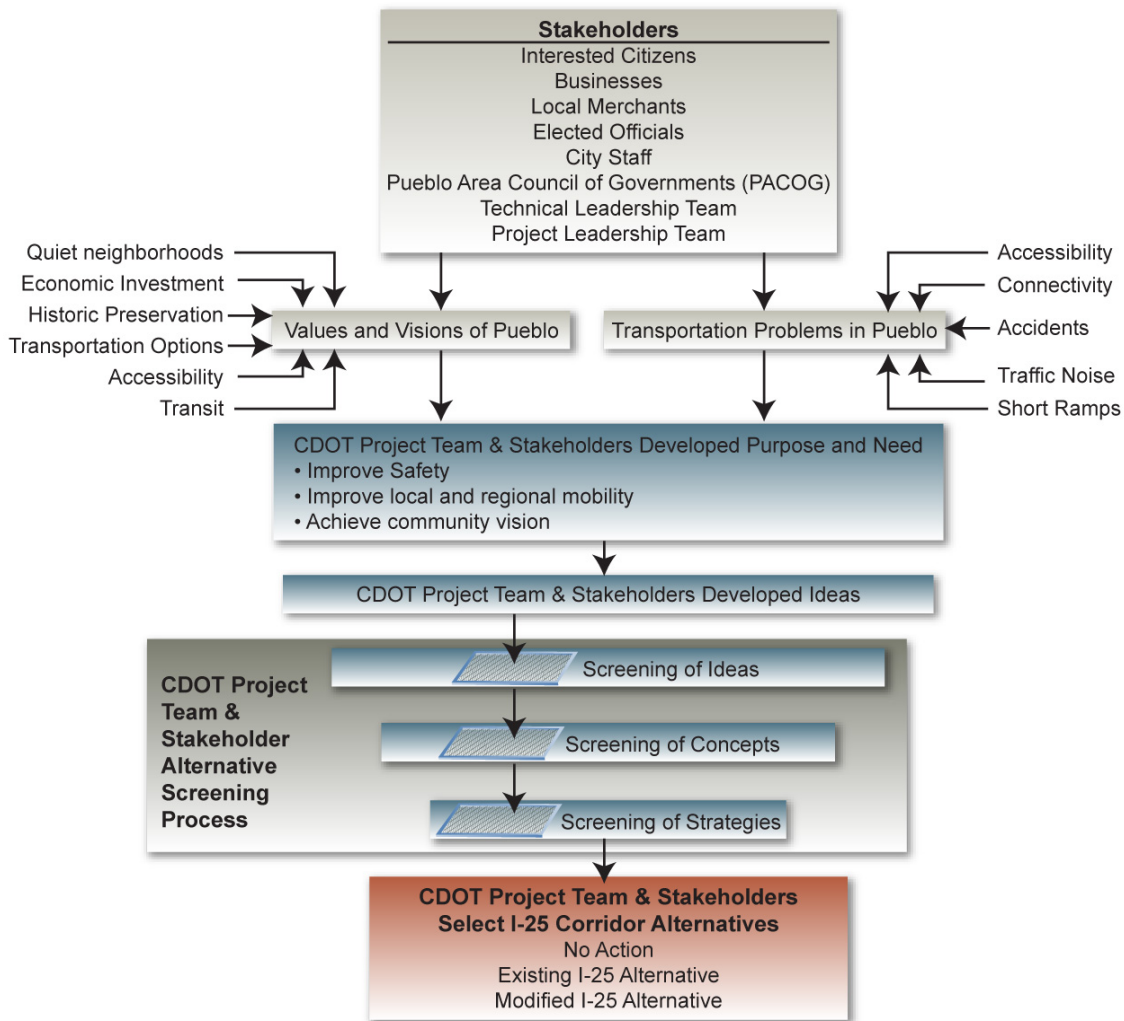 Stakeholders
Interested Citizens
Businesses
Local Merchants
Elected Officials
City Staff
Pueblo Area Council of Governments (PACOG)
Technical Leadership Team
Project Leadership Team
Quiet neighborhoods
Economic Investment
Historic Preservation
Transportation Options
Accessibility
Transit
Values and Visions of Pueblo
Transportation Problems in Pueblo
Accessibility
Connectivity
Accidents
Traffic Noise
Short Ramps
CDOT Project Team & Stakeholders Developed Purpose and Need
• Improve Safety
• Improve local and regional mobility
• Achieve community vision
CDOT Project Team & Stakeholders Developed Ideas
CDOT Project
Team &
Stakeholder
Alternative
Screening
Process
Screening of Ideas
Screening of Concepts
Screening of Strategies
CDOT Project Team & Stakeholders
Select I-25 Corridor Alternatives
No Action
Existing I-25 Alternative
Modified I-25 Alternative